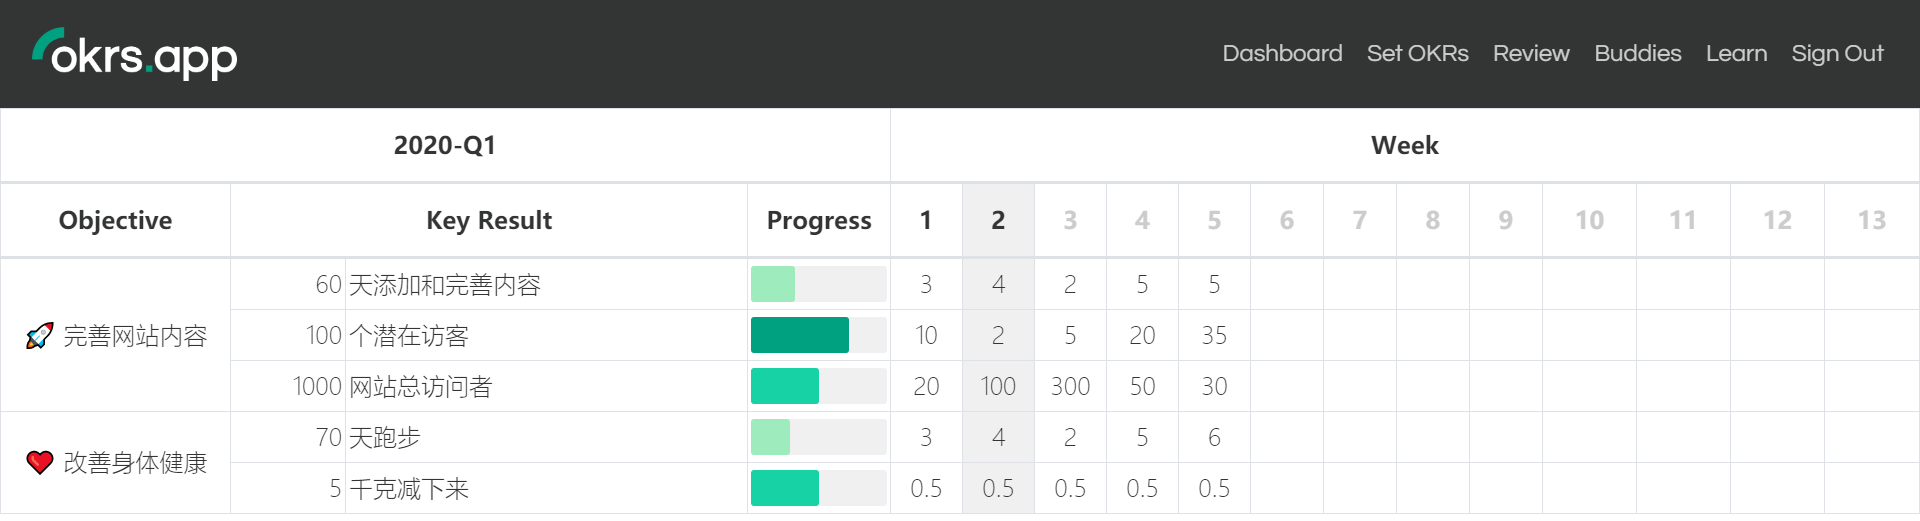 okrs.app
Dashboard Set OKRs Review Buddies Learn Sign Out
2020-Q1 Week
Objective Key Result Progress 1 2 3 4 5 6 7 8 9 10 11 12 13
完善网站内容
60 天添加和完善内容 3 4 2 5 5
100 个潜在访客 10 2 5 20 35
1000 网站总访问者 20 100 300 50 30
改善身体健康
70 天跑步 3 4 2 5 6
5 千克减下来 0.5 0.5 0.5 0.5 0.5